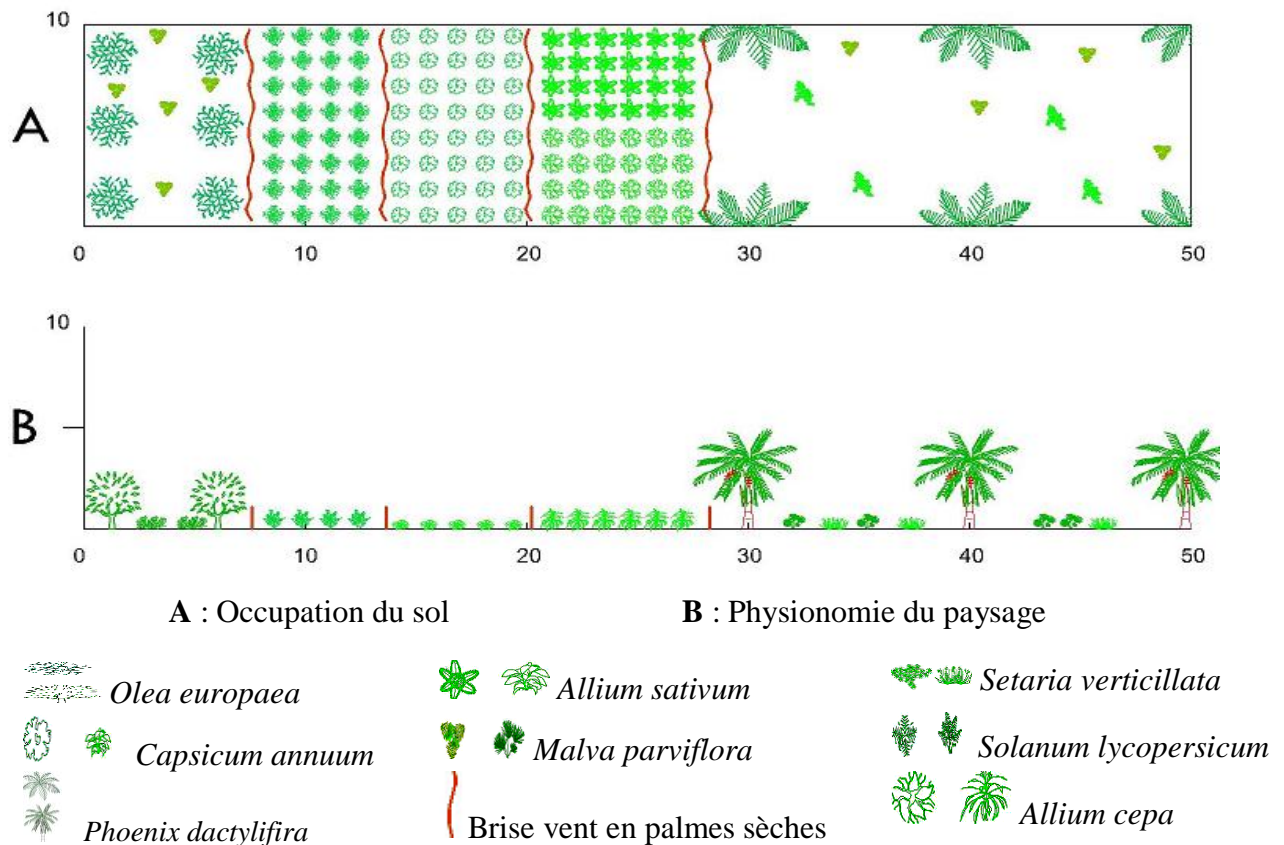 10
A
0 10 20 30 40 50
10
B
0 10 20 30 40 50
A : Occupation du sol B : Physionomie du paysage
Olea europaea Allium sativum Setaria verticillata
Capsicum annuum Malva parviflora Solanum lycopersicum
Phoenix dactylifira Brise vent en palmes sèches Allium cepa